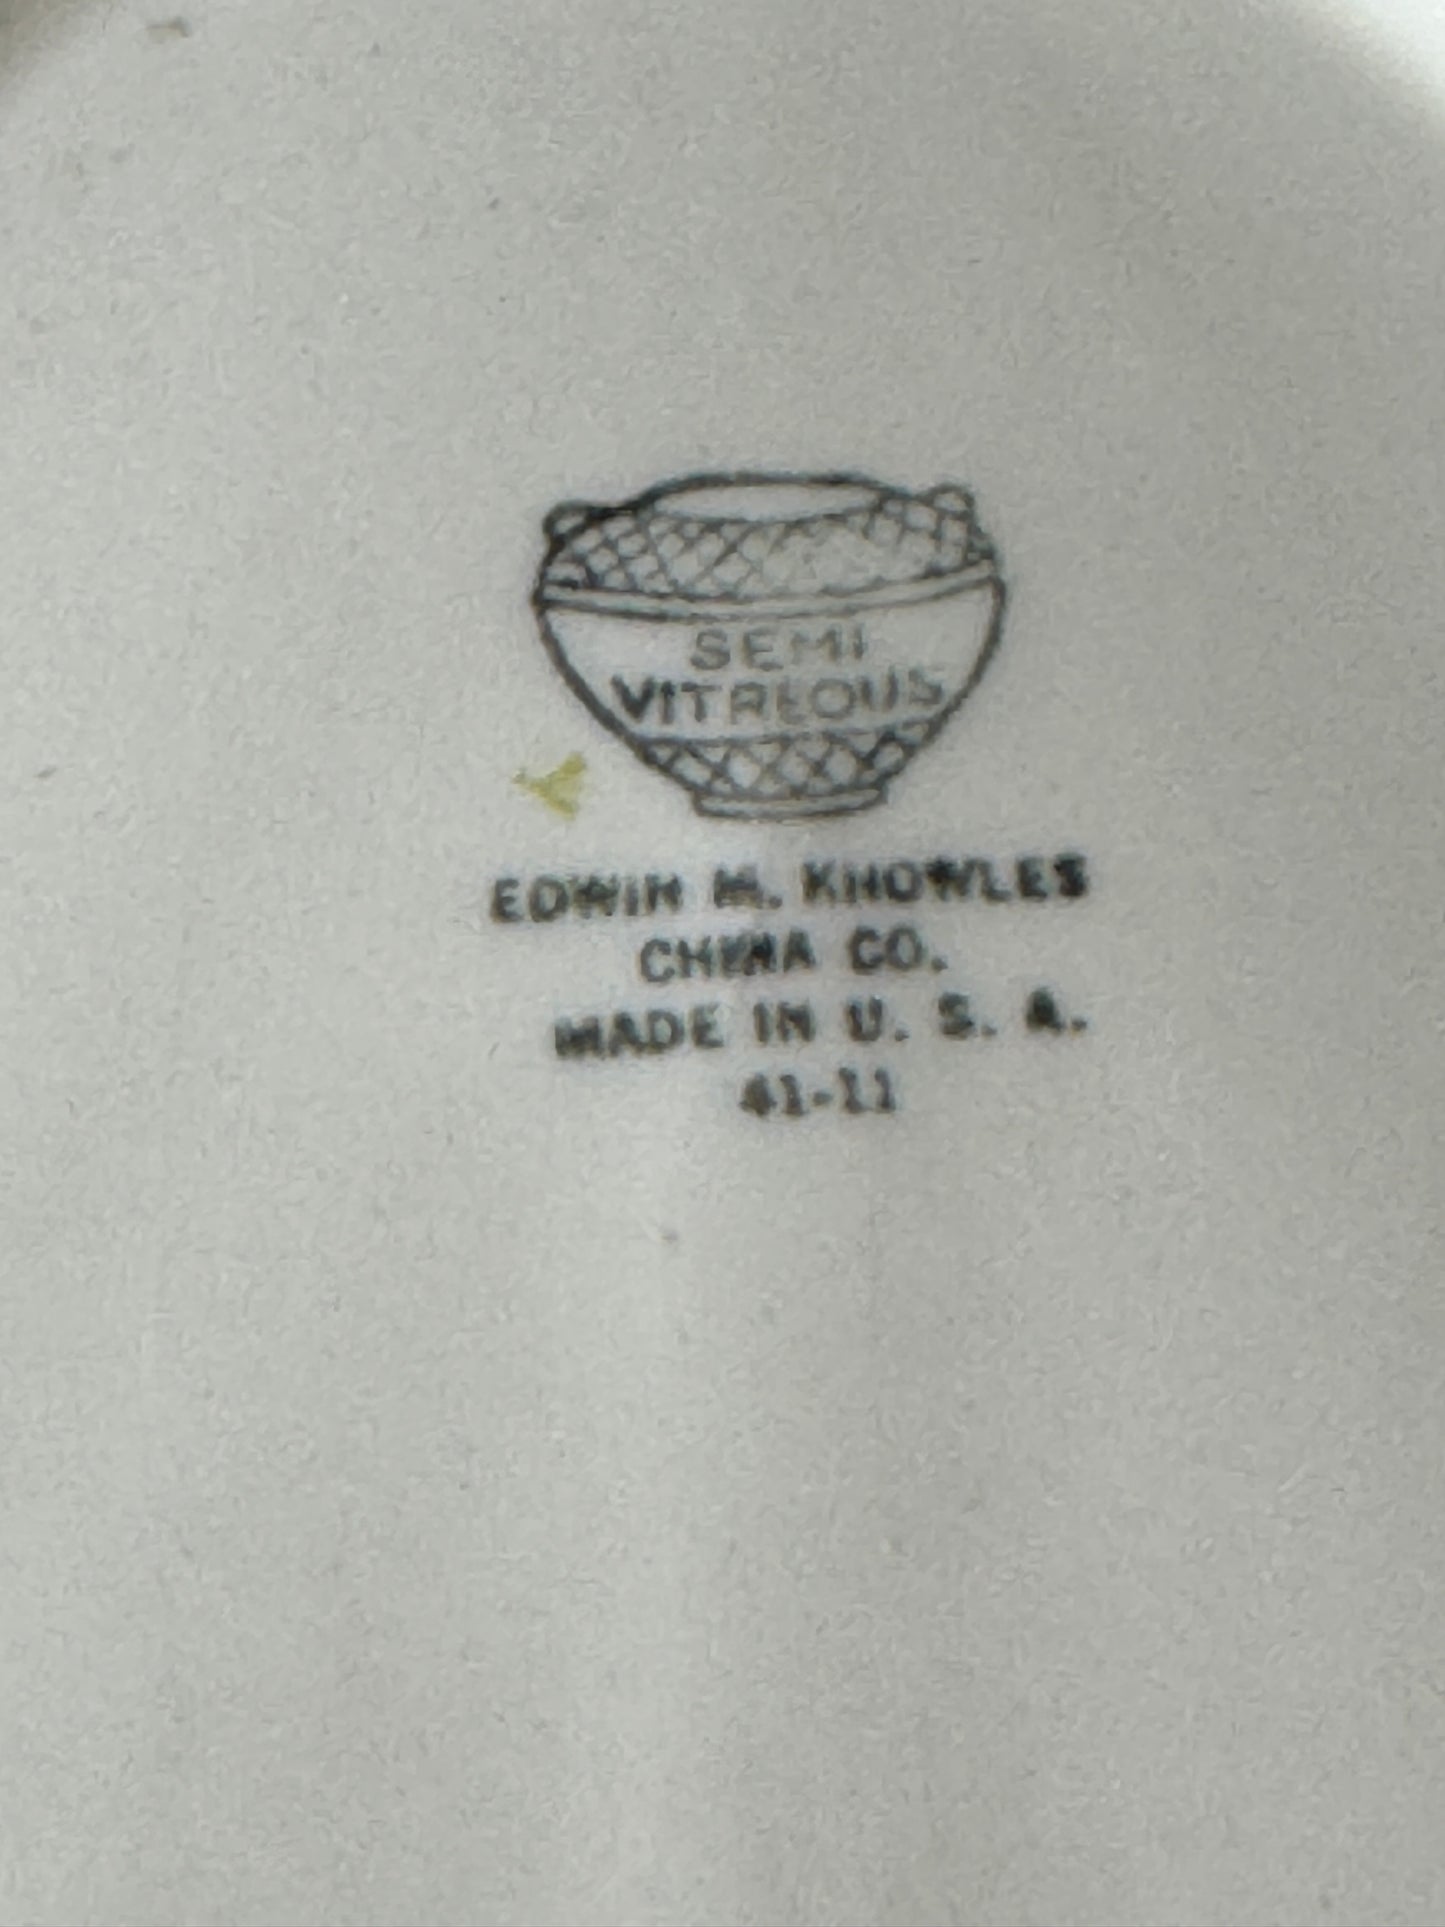 SEMI
VITREOUS
EDWIN M. KNOWLES
CHINA CO.
MADE IN U. S. A.
41-11